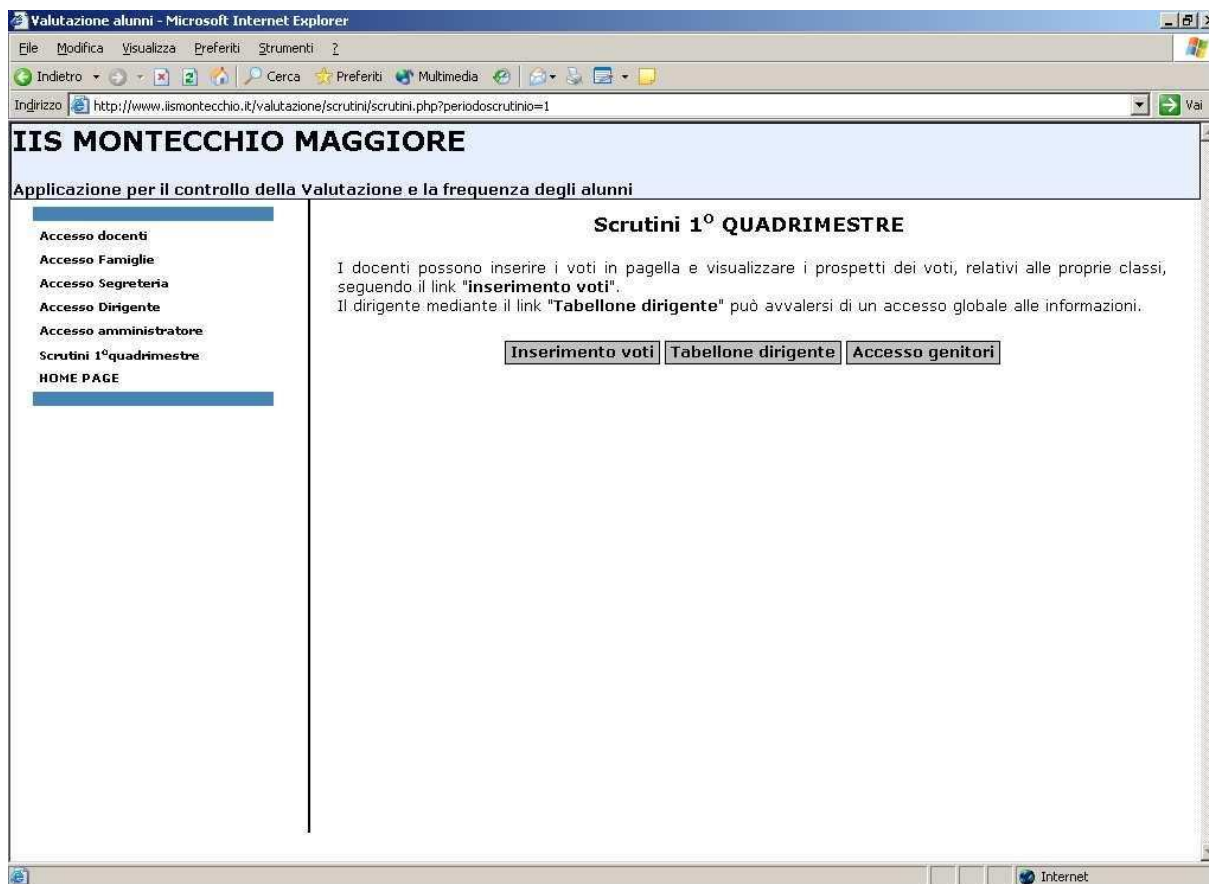 Valutazione alunni - Microsoft Internet Explorer
File Modifica Visualizza Preferiti Strumenti ?
Indietro Cerca Preferiti Multimedia
Indirizzo http://www.iismontecchio.it/valutazione/scrutini/scrutini.php?periodoscrutinio=1 Vai
IIS MONTECCHIO MAGGIORE
Applicazione per il controllo della Valutazione e la frequenza degli alunni
Accesso docenti
Accesso Famiglie
Accesso Segreteria
Accesso Dirigente
Accesso amministratore
Scrutini 1°quadrimestre
HOME PAGE
Scrutini 1° QUADRIMESTRE
I docenti possono inserire i voti in pagella e visualizzare i prospetti dei voti, relativi alle proprie classi,
seguendo il link "inserimento voti".
Il dirigente mediante il link "Tabellone dirigente" può avvalersi di un accesso globale alle informazioni.
Inserimento voti Tabellone dirigente Accesso genitori
Internet